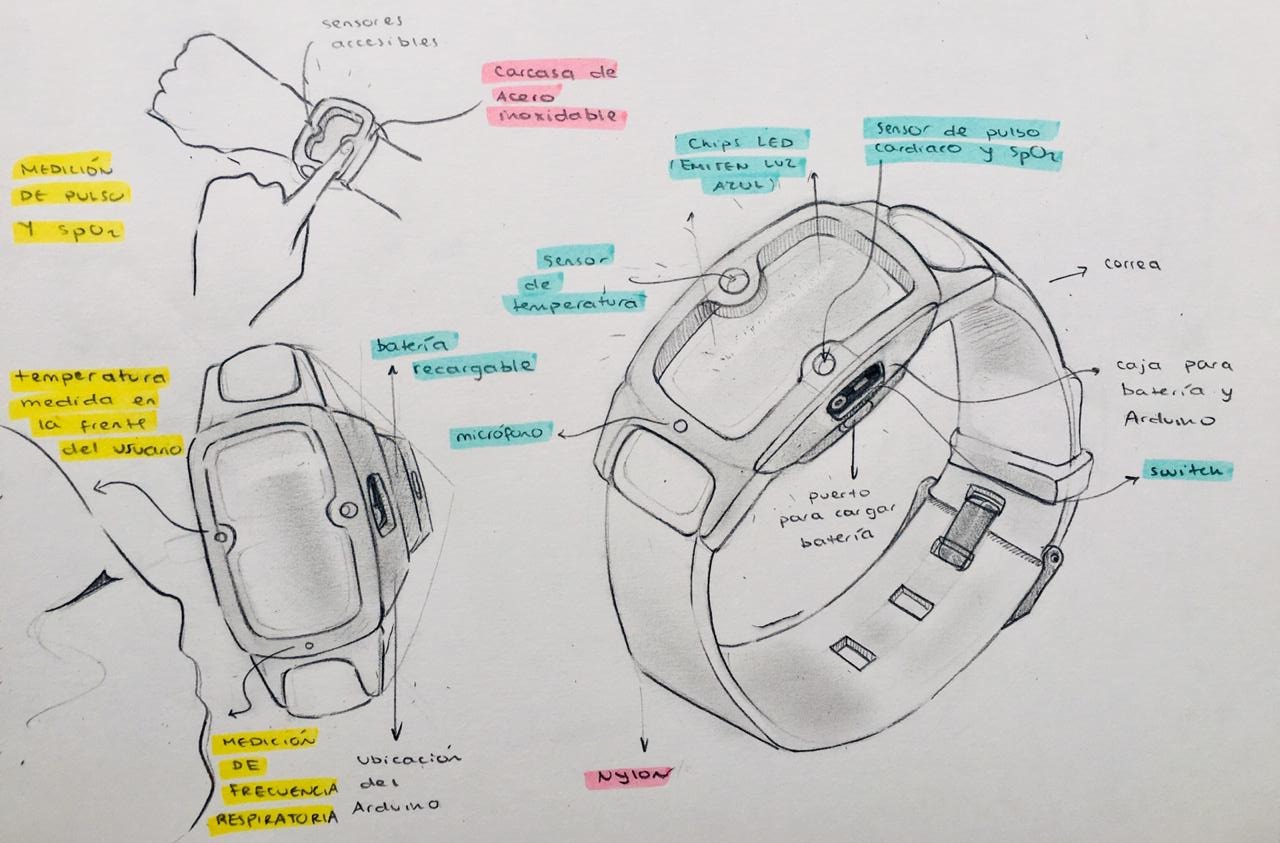 sensores
accesibles
Carcasa de
Acero
inoxidable
MEDICIÓN
DE PULSO
Y SpO2
Chips LED
(EMITEN LUZ
AZUL)
Sensor de pulso
cardiaco y SpO2
sensor
de
temperatura
correa
batería
recargable
temperatura
medida en
la frente
del usuario
micrófono
caja para
batería y
Arduino
switch
puerto
para cargar
batería
MEDICIÓN
DE
FRECUENCIA
RESPIRATORIA
Ubicación
del
Arduino
Nylon